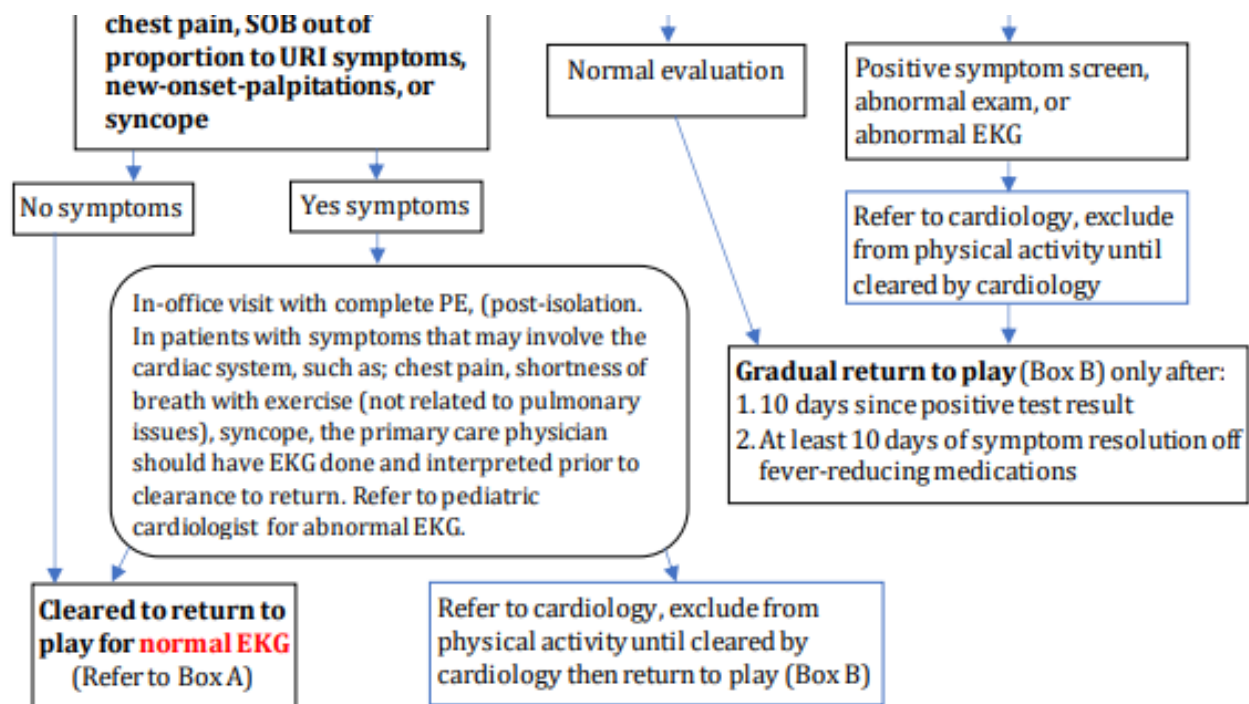 chest pain, SOB out of
proportion to URI symptoms,
new-onset-palpitations, or
syncope
Normal evaluation
Positive symptom screen,
abnormal exam, or
abnormal EKG
No symptoms
Yes symptoms
Refer to cardiology, exclude
from physical activity until
cleared by cardiology
In-office visit with complete PE, (post-isolation.
In patients with symptoms that may involve the
cardiac system, such as; chest pain, shortness of
breath with exercise (not related to pulmonary
issues), syncope, the primary care physician
should have EKG done and interpreted prior to
clearance to return. Refer to pediatric
cardiologist for abnormal EKG.
Gradual return to play (Box B) only after:
1. 10 days since positive test result
2. At least 10 days of symptom resolution off
fever-reducing medications
Cleared to return to
play for normal EKG
(Refer to Box A)
Refer to cardiology, exclude from
physical activity until cleared by
cardiology then return to play (Box B)